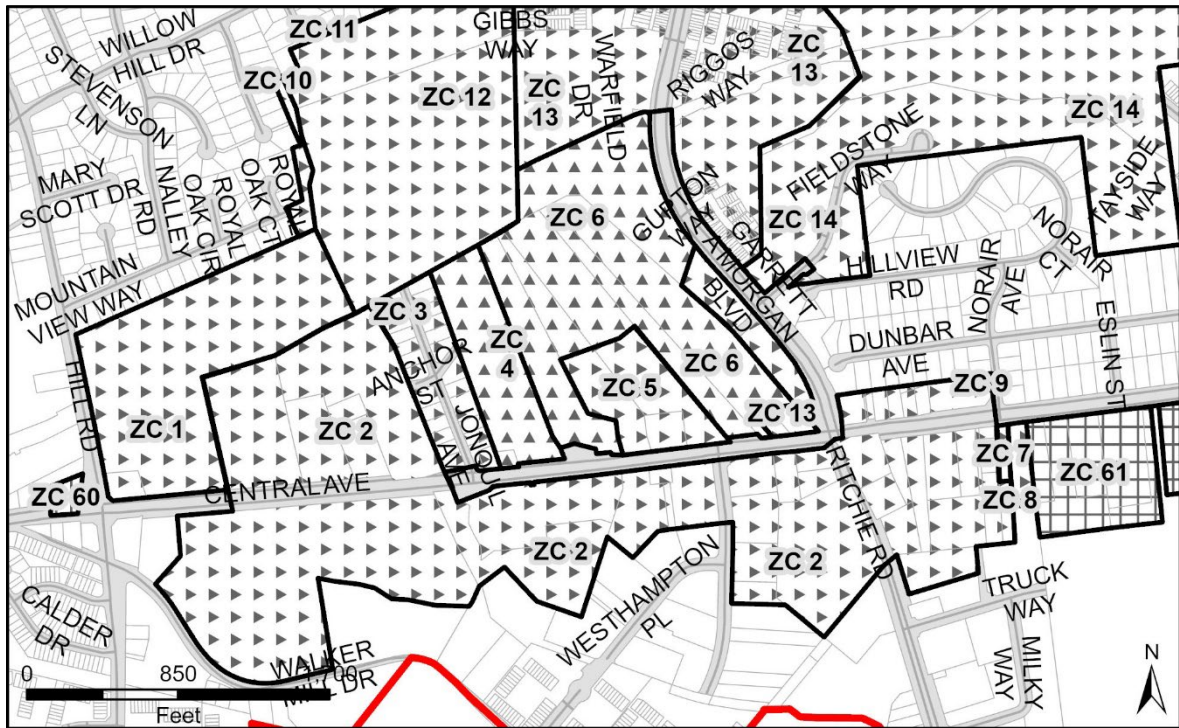 ZC 11
GIBBS
WAY
WILLOW
HILL DR
STEVENSON
LN
ZC 10
ZC 12
ZC
13
WARFIELD
DR
RIGGOS
WAY
ZC
13
ZC 14
FIELDSTONE
WAY
TAYSIDE
WAY
MARY
SCOTT DR
NALLEY
RD
ROYAL
OAK CIR
ROYAL
OAK CT
ZC 6
GUFTON
WAY
GARRETT
A MORGAN
BLVD
ZC 14
HILLVIEW
RD
NORAIR
AVE
NORAIR
CT
MOUNTAIN
VIEW WAY
ZC 3
ZC
4
ANCHOR
ST
JONQUIL
AVE
ZC 5
ZC 6
ZC 13
DUNBAR
AVE
ESLIN ST
ZC 9
HILL RD
ZC 1
ZC 2
CENTRAL AVE
ZC 60
RITCHIE RD
ZC 7
ZC 8
ZC 61
ZC 2
ZC 2
WESTHAMPTON
PL
TRUCK
WAY
MILKY
WAY
CALDER
DR
WALKER
MILL DR
0 850 1,700
Feet
N